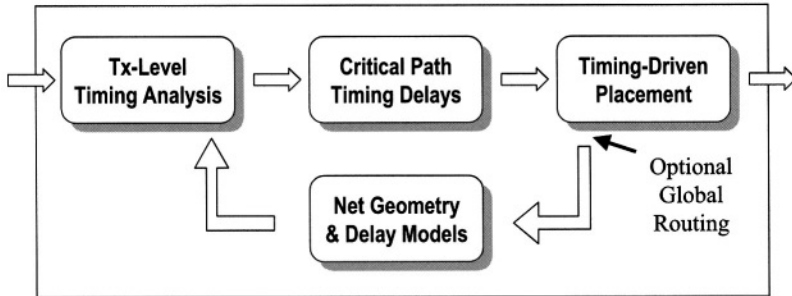 Tx-Level
Timing Analysis
Critical Path
Timing Delays
Timing-Driven
Placement
Optional
Global
Routing
Net Geometry
& Delay Models